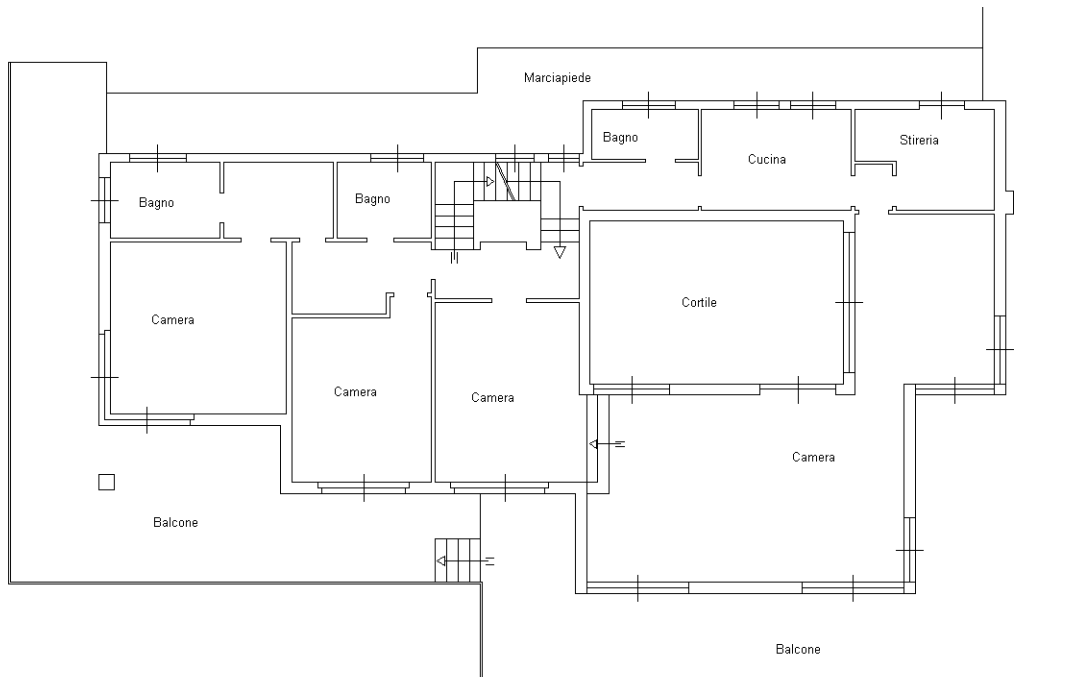 Marciapiede
Bagno
Cucina
Stireria
Bagno
Bagno
Camera
Cortile
Camera
Camera
Camera
Balcone
Balcone